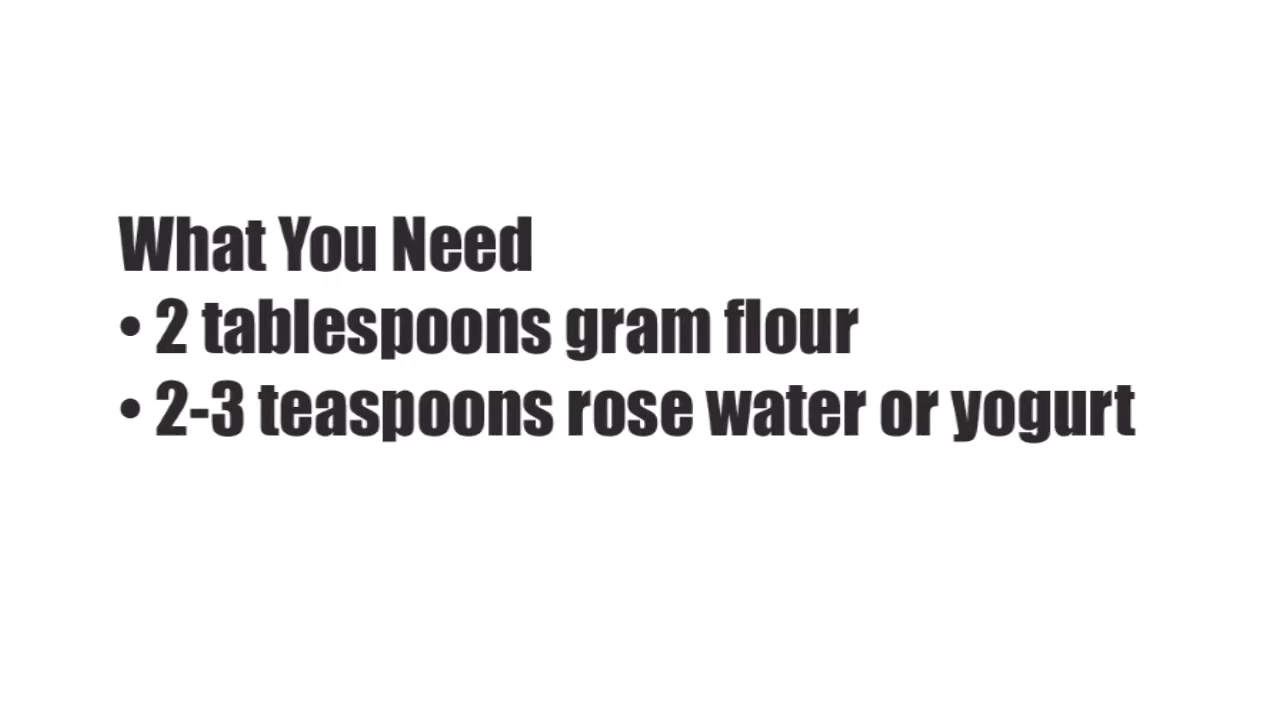 What You Need
• 2 tablespoons gram flour
• 2-3 teaspoons rose water or yogurt